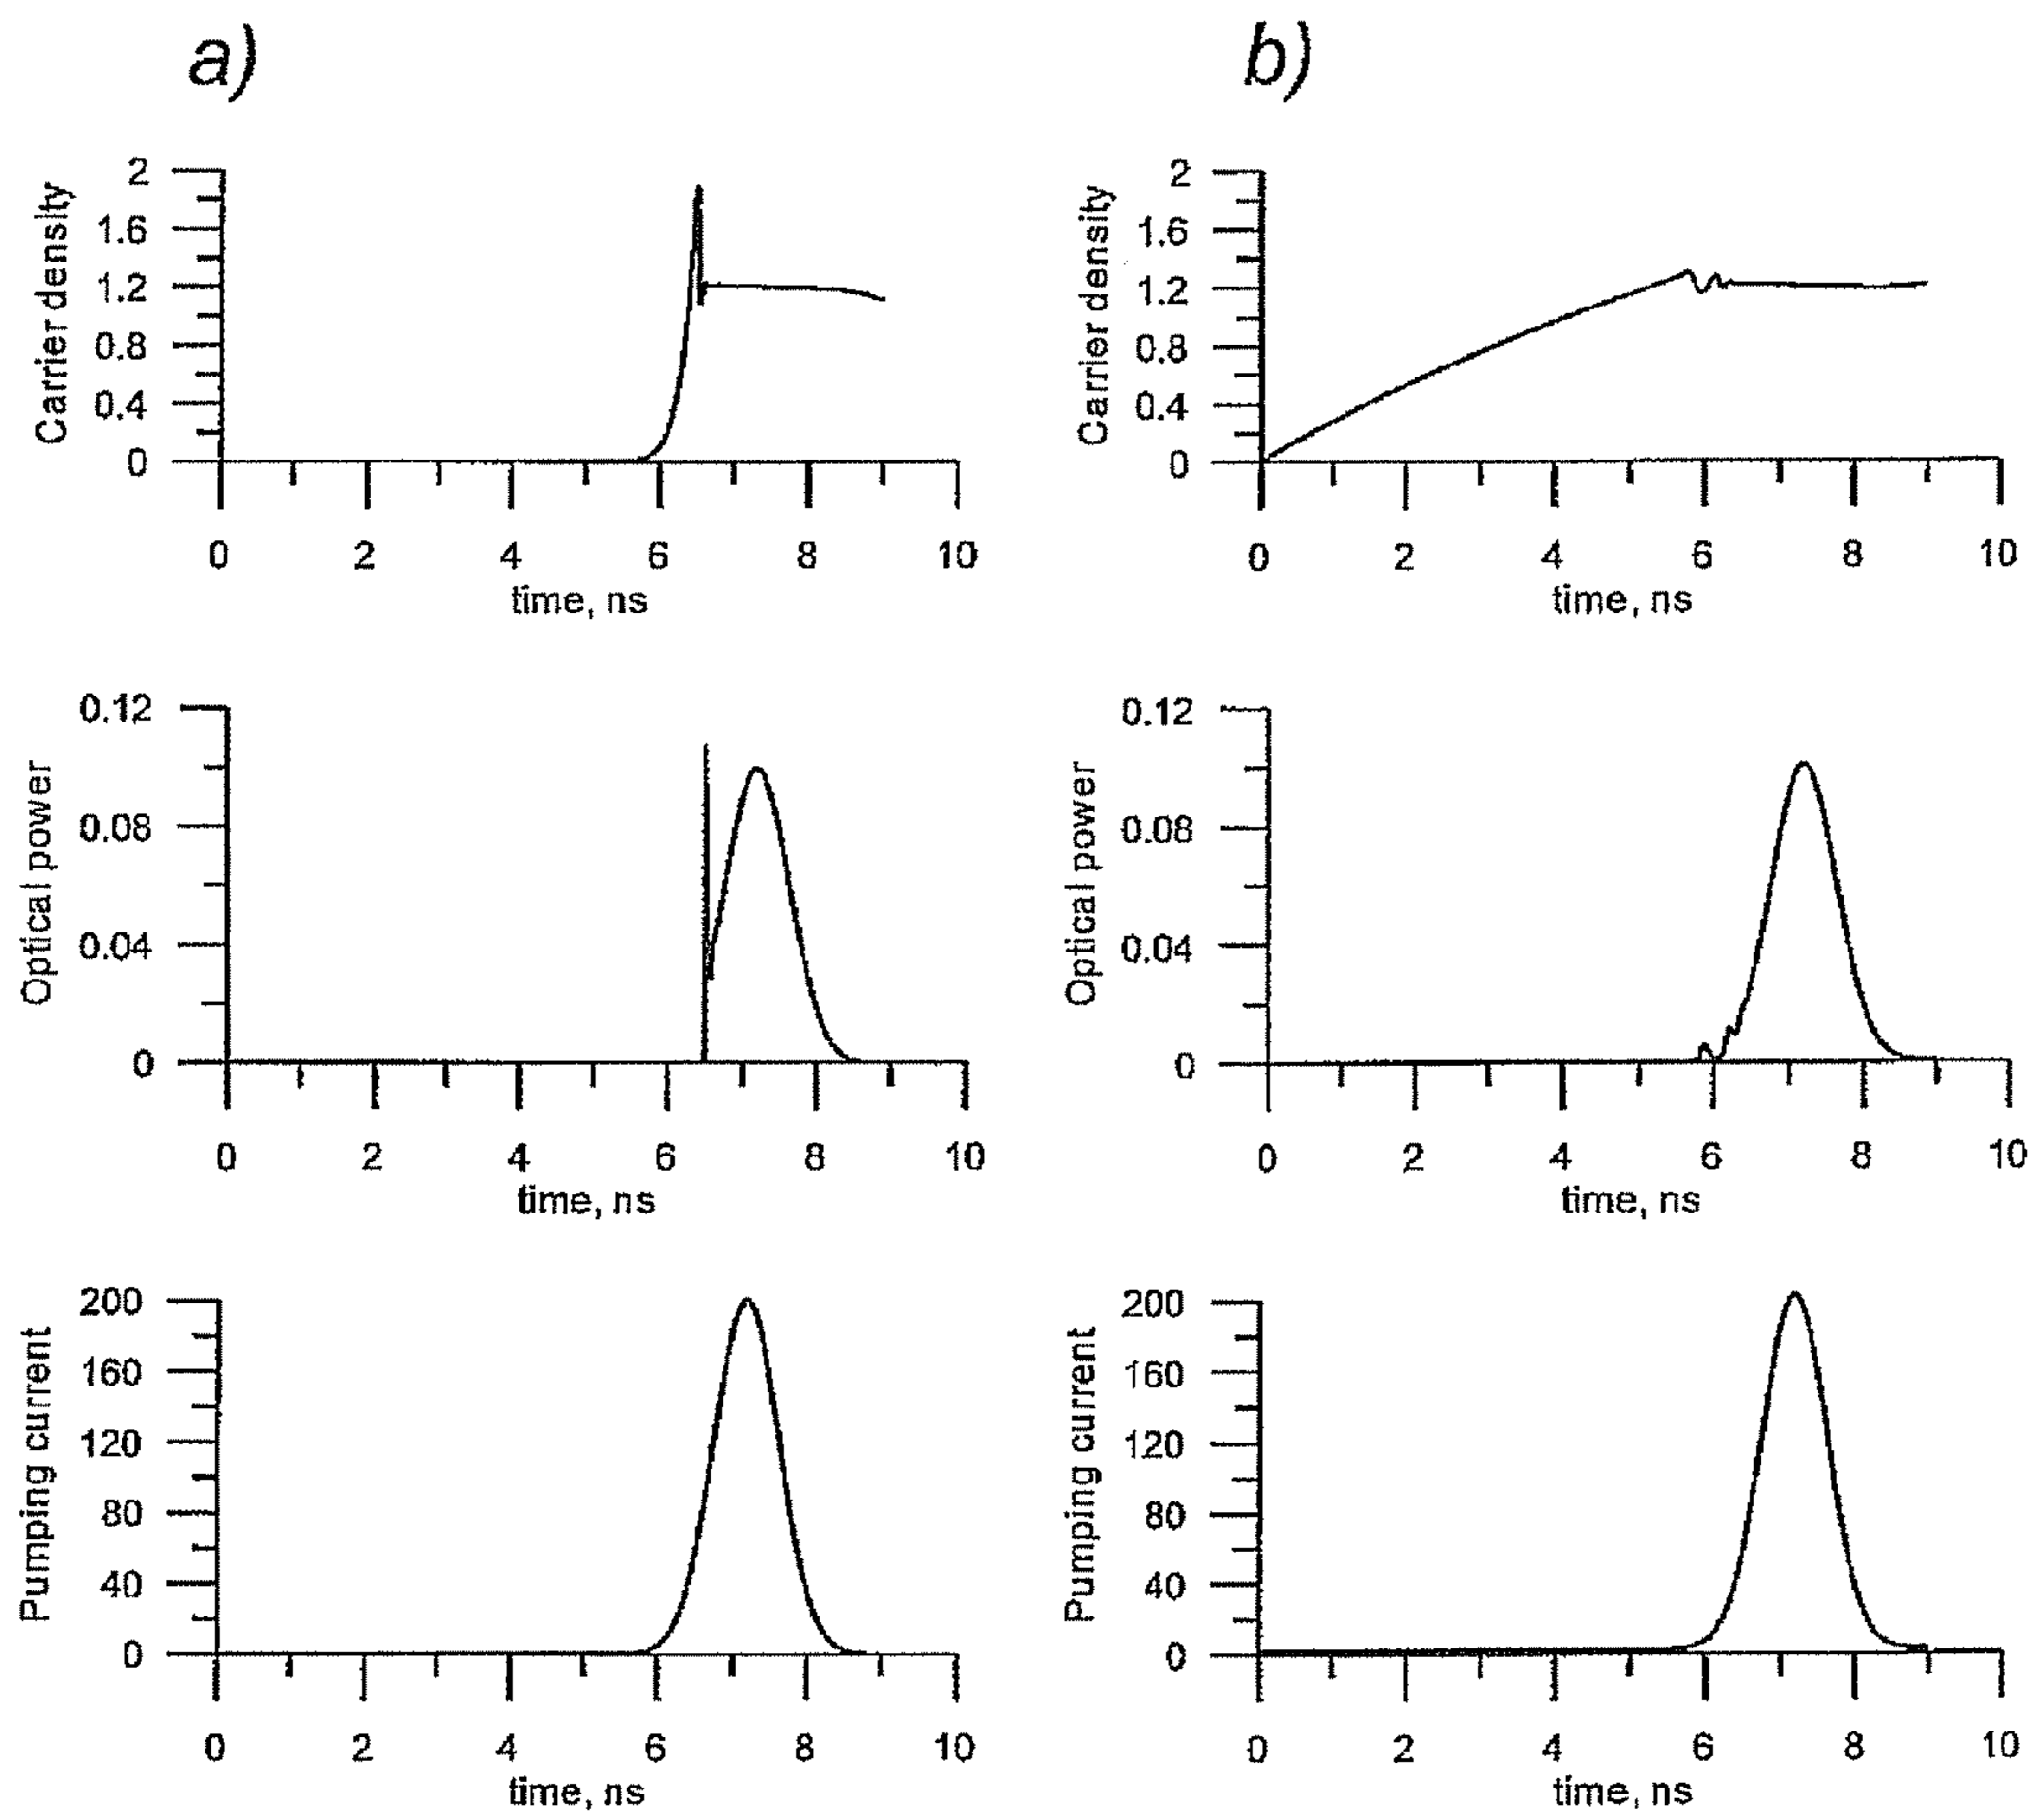 a)
b)
Carrier density
2
1.6
1.2
0.8
0.4
0
0 2 4 6 8 10
time, ns
Carrier density
2
1.6
1.2
0.8
0.4
0
0 2 4 6 8 10
time, ns
Optical power
0.12
0.08
0.04
0
0 2 4 6 8 10
time, ns
Optical power
0.12
0.08
0.04
0
0 2 4 6 8 10
time, ns
Pumping current
200
160
120
80
40
0
0 2 4 6 8 10
time, ns
Pumping current
200
160
120
80
40
0
0 2 4 6 8 10
time, ns